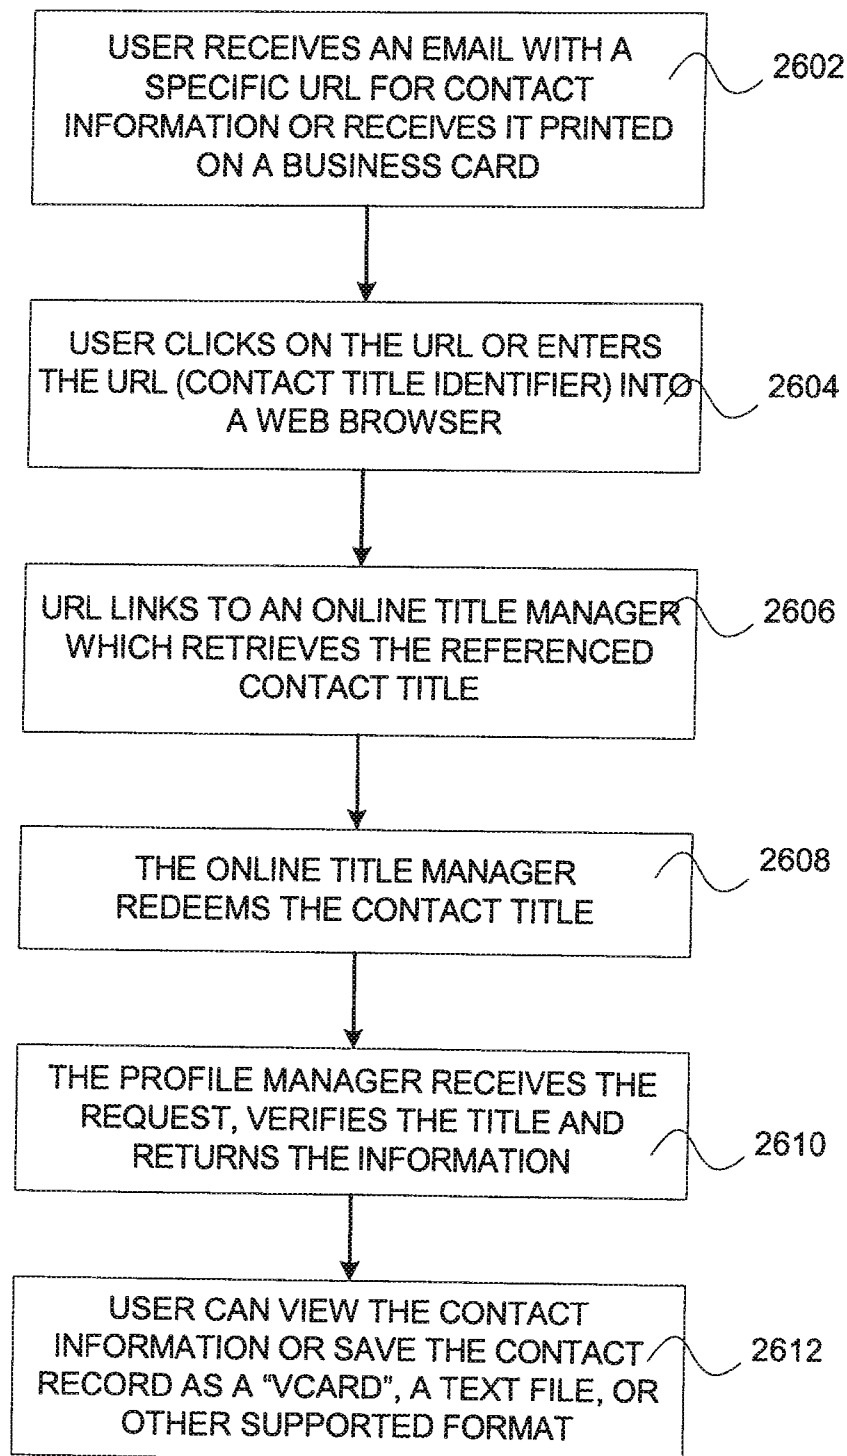 USER RECEIVES AN EMAIL WITH A
SPECIFIC URL FOR CONTACT
INFORMATION OR RECEIVES IT PRINTED
ON A BUSINESS CARD
2602
USER CLICKS ON THE URL OR ENTERS
THE URL (CONTACT TITLE IDENTIFIER) INTO
A WEB BROWSER
2604
URL LINKS TO AN ONLINE TITLE MANAGER
WHICH RETRIEVES THE REFERENCED
CONTACT TITLE
2606
THE ONLINE TITLE MANAGER
REDEEMS THE CONTACT TITLE
2608
THE PROFILE MANAGER RECEIVES THE
REQUEST, VERIFIES THE TITLE AND
RETURNS THE INFORMATION
2610
USER CAN VIEW THE CONTACT
INFORMATION OR SAVE THE CONTACT
RECORD AS A "VCARD", A TEXT FILE, OR
OTHER SUPPORTED FORMAT
2612